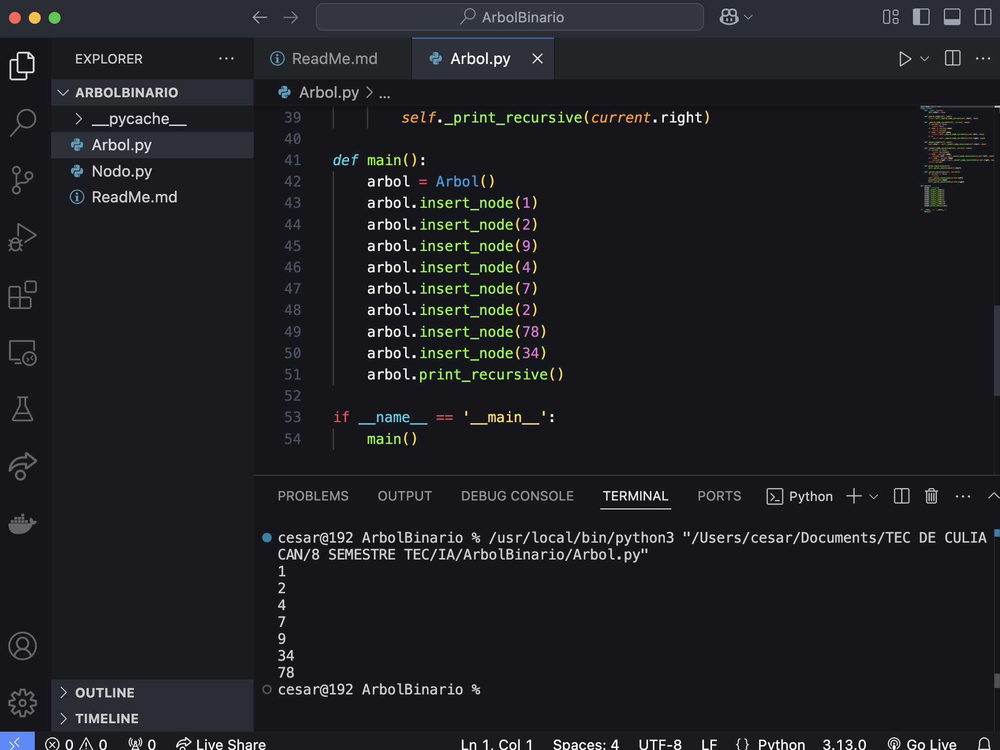 ArbolBinario
EXPLORER
ARBOLBINARIO
__pycache__
Arbol.py
Nodo.py
ReadMe.md
ReadMe.md
Arbol.py
Arbol.py > ...
39 self._print_recursive(current.right)
40
41 def main():
42 arbol = Arbol()
43 arbol.insert_node(1)
44 arbol.insert_node(2)
45 arbol.insert_node(9)
46 arbol.insert_node(4)
47 arbol.insert_node(7)
48 arbol.insert_node(2)
49 arbol.insert_node(78)
50 arbol.insert_node(34)
51 arbol.print_recursive()
52
53 if __name__ == '__main__':
54 main()
PROBLEMS OUTPUT DEBUG CONSOLE TERMINAL PORTS Python
cesar@192 ArbolBinario % /usr/local/bin/python3 "/Users/cesar/Documents/TEC DE CULIA
CAN/8 SEMESTRE TEC/IA/ArbolBinario/Arbol.py"
1
2
4
7
9
34
78
cesar@192 ArbolBinario %
OUTLINE
TIMELINE
0 0 0 Live Share Ln 1, Col 1 Spaces: 4 UTF-8 LF {} Python 3.13.0 Go Live